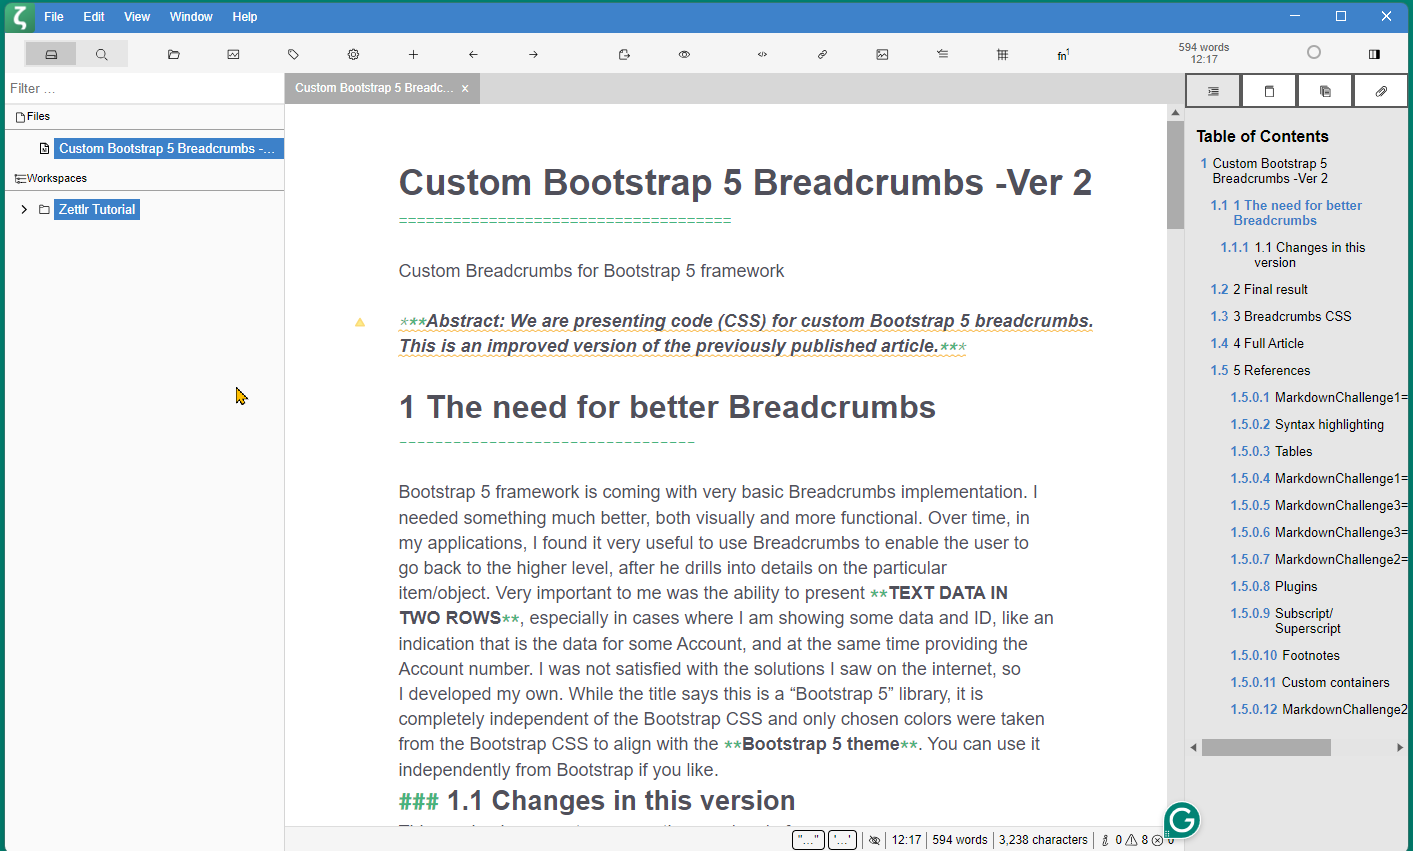 File Edit View Window Help
594 words
12:17
Filter ...
Files
Custom Bootstrap 5 Breadcrumbs -...
Workspaces
Zettlr Tutorial
Custom Bootstrap 5 Breadc... ×
Custom Bootstrap 5 Breadcrumbs -Ver 2
=====================================
Custom Breadcrumbs for Bootstrap 5 framework
***Abstract: We are presenting code (CSS) for custom Bootstrap 5 breadcrumbs.
This is an improved version of the previously published article.***
1 The need for better Breadcrumbs
---------------------------------
Bootstrap 5 framework is coming with very basic Breadcrumbs implementation. I
needed something much better, both visually and more functional. Over time, in
my applications, I found it very useful to use Breadcrumbs to enable the user to
go back to the higher level, after he drills into details on the particular
item/object. Very important to me was the ability to present **TEXT DATA IN
TWO ROWS**, especially in cases where I am showing some data and ID, like an
indication that is the data for some Account, and at the same time providing the
Account number. I was not satisfied with the solutions I saw on the internet, so
I developed my own. While the title says this is a “Bootstrap 5” library, it is
completely independent of the Bootstrap CSS and only chosen colors were taken
from the Bootstrap CSS to align with the **Bootstrap 5 theme**. You can use it
independently from Bootstrap if you like.
### 1.1 Changes in this version
Table of Contents
1 Custom Bootstrap 5
Breadcrumbs -Ver 2
1.1 1 The need for better
Breadcrumbs
1.1.1 1.1 Changes in this
version
1.2 2 Final result
1.3 3 Breadcrumbs CSS
1.4 4 Full Article
1.5 5 References
1.5.0.1 MarkdownChallenge1=
1.5.0.2 Syntax highlighting
1.5.0.3 Tables
1.5.0.4 MarkdownChallenge1=
1.5.0.5 MarkdownChallenge3=
1.5.0.6 MarkdownChallenge3=
1.5.0.7 MarkdownChallenge2=
1.5.0.8 Plugins
1.5.0.9 Subscript/
Superscript
1.5.0.10 Footnotes
1.5.0.11 Custom containers
1.5.0.12 MarkdownChallenge2
"..." '...' 12:17 594 words 3,238 characters 0 8 0